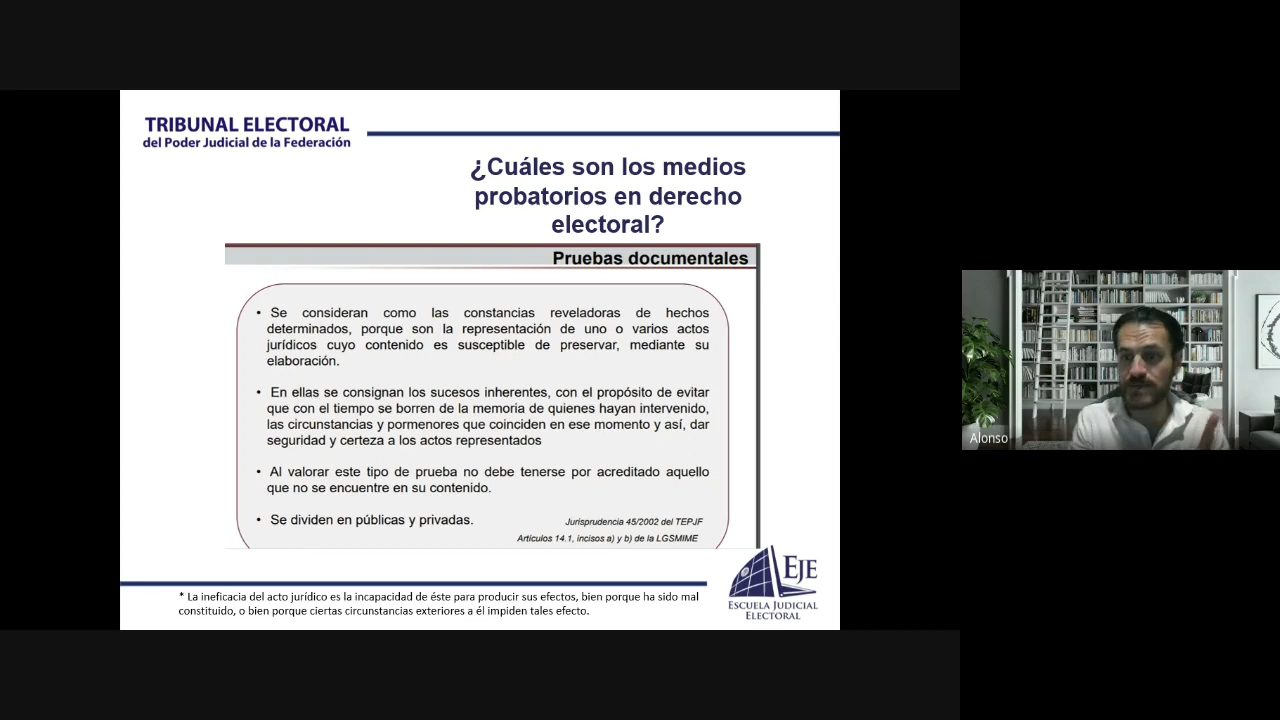 TRIBUNAL ELECTORAL
del Poder Judicial de la Federación
¿Cuáles son los medios
probatorios en derecho
electoral?
Pruebas documentales
• Se consideran como las constancias reveladoras de hechos
determinados, porque son la representación de uno o varios actos
jurídicos cuyo contenido es susceptible de preservar, mediante su
elaboración.
• En ellas se consignan los sucesos inherentes, con el propósito de evitar
que con el tiempo se borren de la memoria de quienes hayan intervenido,
las circunstancias y pormenores que coinciden en ese momento y así, dar
seguridad y certeza a los actos representados
• Al valorar este tipo de prueba no debe tenerse por acreditado aquello
que no se encuentre en su contenido.
• Se dividen en públicas y privadas.
Jurisprudencia 45/2002 del TEPJF
Artículos 14.1, incisos a) y b) de la LGSMIME
EJE
ESCUELA JUDICIAL
ELECTORAL
* La ineficacia del acto jurídico es la incapacidad de éste para producir sus efectos, bien porque ha sido mal
constituido, o bien porque ciertas circunstancias exteriores a él impiden tales efecto.
Alonso